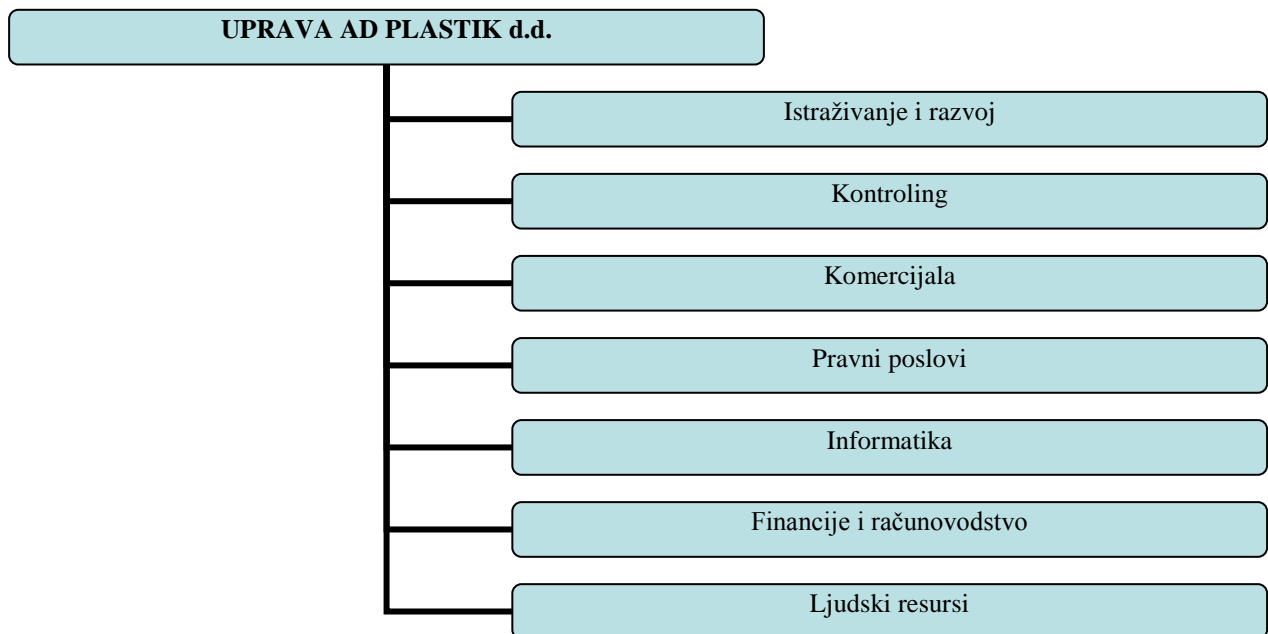 UPRAVA AD PLASTIK d.d.
Istraživanje i razvoj
Kontroling
Komercijala
Pravni poslovi
Informatika
Financije i računovodstvo
Ljudski resursi